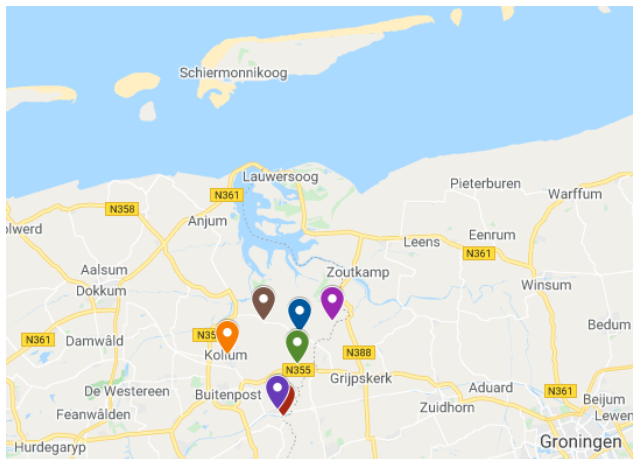 Schiermonnikoog
Lauwersoog
Pieterburen
N361
Warffum
N358
Anjum
Eenrum
olwerd
Leens
N361
Aalsum
Zoutkamp
Winsum
Dokkum
Bedum
N361
Damwâld
N35
Kollum
N388
N355
Grijpskerk
De Westereen
Buitenpost
Aduard
N361
Beijum
Feanwâlden
Zuidhorn
Lewen
Hurdegaryp
Groningen